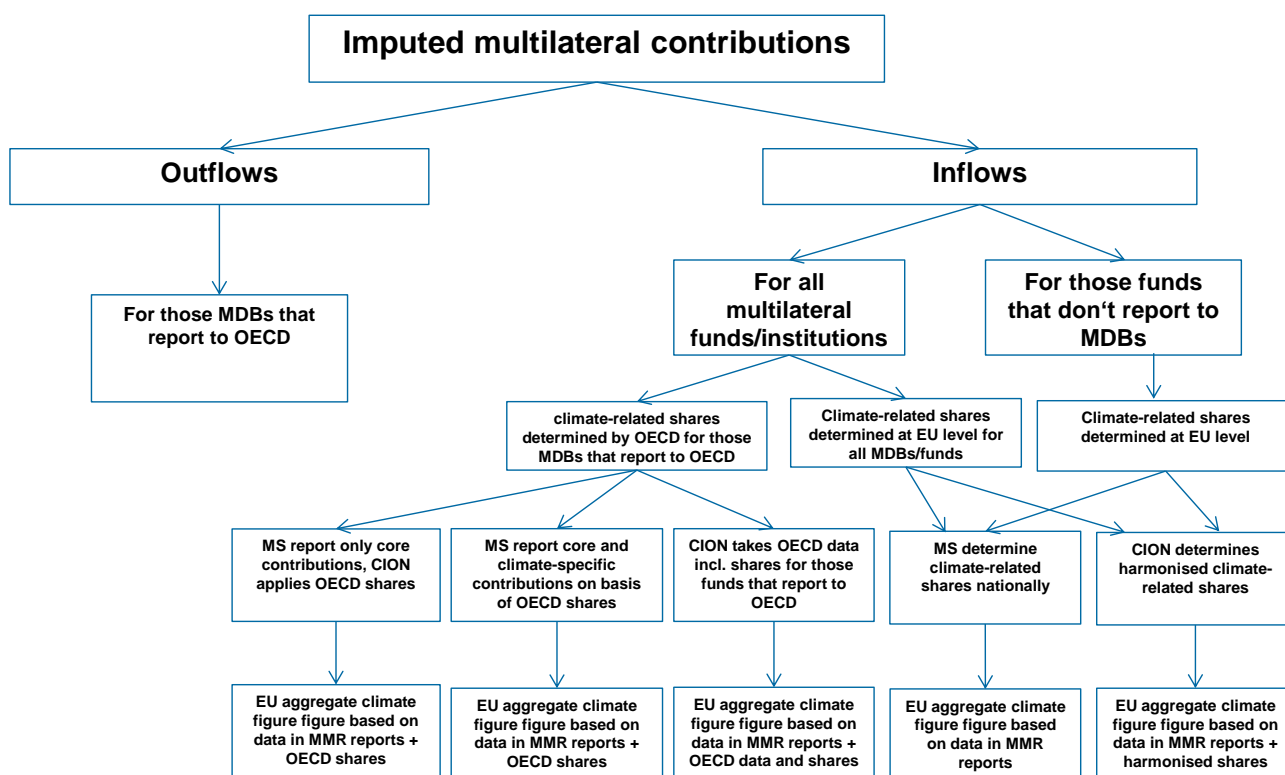 Imputed multilateral contributions
Outflows
Inflows
For those MDBs that
report to OECD
For all
multilateral
funds/institutions
For those funds
that don‘t report to
MDBs
climate-related shares
determined by OECD for those
MDBs that report to OECD
Climate-related shares
determined at EU level for
all MDBs/funds
Climate-related shares
determined at EU level
MS report only core
contributions, CION
applies OECD shares
MS report core and
climate-specific
contributions on basis
of OECD shares
CION takes OECD data
incl. shares for those
funds that report to
OECD
MS determine
climate-related
shares nationally
CION determines
harmonised climate-
related shares
EU aggregate climate
figure figure based on
data in MMR reports +
OECD shares
EU aggregate climate
figure figure based on
data in MMR reports +
OECD shares
EU aggregate climate
figure figure based on
data in MMR reports +
OECD data and shares
EU aggregate climate
figure figure based
on data in MMR
reports
EU aggregate climate
figure figure based on
data in MMR reports +
harmonised shares